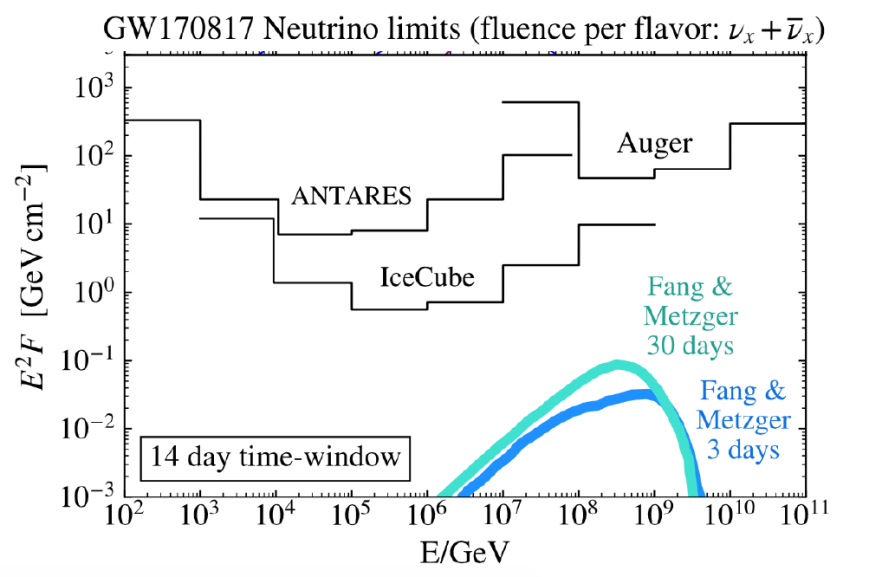 GW170817 Neutrino limits (fluence per flavor: νₓ + ν̄ₓ)
10³
10²
10¹
10⁰
10⁻¹
10⁻²
10⁻³
E²F [GeV cm⁻²]
Auger
ANTARES
IceCube
Fang &
Metzger
30 days
Fang &
Metzger
3 days
14 day time-window
10² 10³ 10⁴ 10⁵ 10⁶ 10⁷ 10⁸ 10⁹ 10¹⁰ 10¹¹
E/GeV